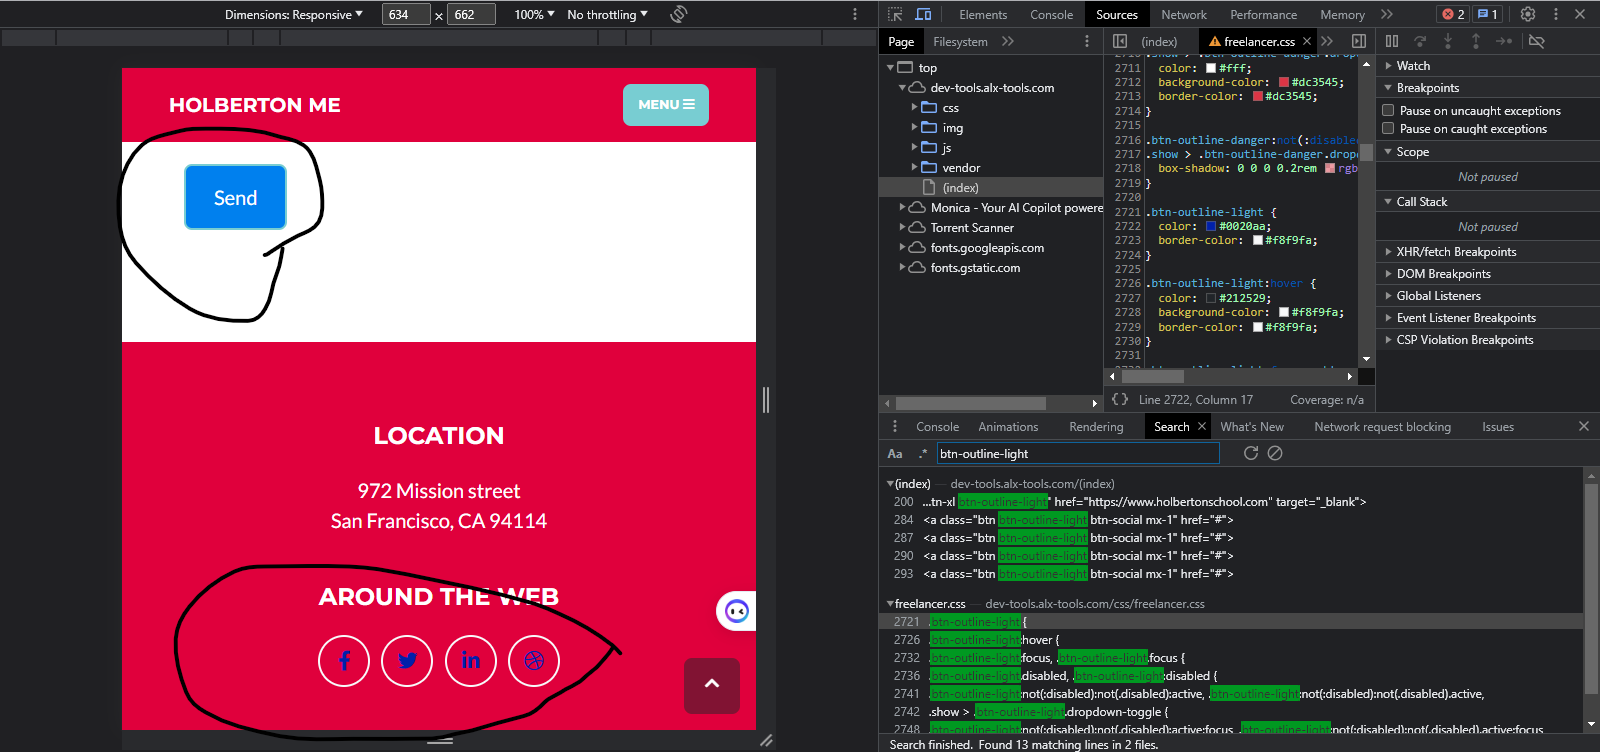 Dimensions: Responsive 634 × 662 100% No throttling
Elements Console Sources Network Performance Memory 2 1
Page Filesystem
(index) freelancer.css
HOLBERTON ME
MENU
Send
LOCATION
972 Mission street
San Francisco, CA 94114
AROUND THE WEB
top
dev-tools.alx-tools.com
css
img
js
vendor
(index)
Monica - Your AI Copilot powere
Torrent Scanner
fonts.googleapis.com
fonts.gstatic.com
2711 color: #fff;
2712 background-color: #dc3545;
2713 border-color: #dc3545;
2714 }
2715
2716 .btn-outline-danger:not(:disable
2717 .show > .btn-outline-danger.drop
2718 box-shadow: 0 0 0 0.2rem rgb
2719 }
2720
2721 .btn-outline-light {
2722 color: #0020aa;
2723 border-color: #f8f9fa;
2724 }
2725
2726 .btn-outline-light:hover {
2727 color: #212529;
2728 background-color: #f8f9fa;
2729 border-color: #f8f9fa;
2730 }
2731
{} Line 2722, Column 17 Coverage: n/a
Watch
Breakpoints
Pause on uncaught exceptions
Pause on caught exceptions
Scope
Not paused
Call Stack
Not paused
XHR/fetch Breakpoints
DOM Breakpoints
Global Listeners
Event Listener Breakpoints
CSP Violation Breakpoints
Console Animations Rendering Search What's New Network request blocking Issues
Aa .* btn-outline-light
(index) — dev-tools.alx-tools.com/(index)
200 …tn-xl btn-outline-light" href="https://www.holbertonschool.com" target="_blank">
284 <a class="btn btn-outline-light btn-social mx-1" href="#">
287 <a class="btn btn-outline-light btn-social mx-1" href="#">
290 <a class="btn btn-outline-light btn-social mx-1" href="#">
293 <a class="btn btn-outline-light btn-social mx-1" href="#">
freelancer.css — dev-tools.alx-tools.com/css/freelancer.css
2721 .btn-outline-light {
2726 .btn-outline-light:hover {
2732 .btn-outline-light:focus, .btn-outline-light.focus {
2736 .btn-outline-light.disabled, .btn-outline-light:disabled {
2741 .btn-outline-light:not(:disabled):not(.disabled):active, .btn-outline-light:not(:disabled):not(.disabled).active,
2742 .show > .btn-outline-light.dropdown-toggle {
2748 .btn-outline-light:not(:disabled):not(.disabled):active:focus, .btn-outline-light:not(:disabled):not(.disabled).active:focus
Search finished. Found 13 matching lines in 2 files.